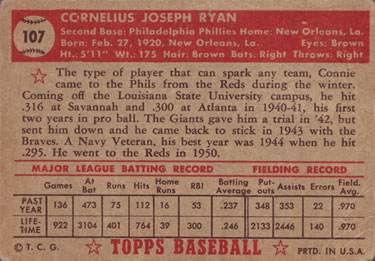 107
CORNELIUS JOSEPH RYAN
Second Base: Philadelphia Phillies Home: New Orleans, La.
Born: Feb. 27, 1920, New Orleans, La. Eyes: Brown
Ht.: 5'11" Wt.: 175 Hair: Brown Bats: Right Throws: Right
The type of player that can spark any team, Connie
came to the Phils from the Reds during the winter.
Coming off the Louisiana State University campus, he hit
.316 at Savannah and .300 at Atlanta in 1940-41, his first
two years in pro ball. The Giants gave him a trial in '42, but
sent him down and he came back to stick in 1943 with the
Braves. A Navy Veteran, his best year was 1944 when he hit
.295. He went to the Reds in 1950.
MAJOR LEAGUE BATTING RECORD FIELDING RECORD
Games At Bat Runs Hits Home Runs RBI Batting Average Put-outs Assists Errors Field. Avg.
PAST YEAR 136 473 75 112 16 53 .237 348 353 22 .970
LIFE-TIME 922 3104 401 764 39 300 .246 2133 2446 140 .970
© T. C. G. TOPPS BASEBALL PRTD. IN U.S.A.